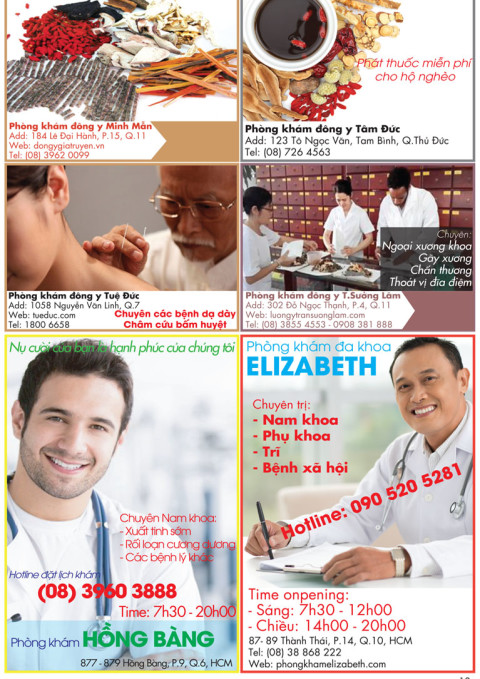 Phòng khám đông y Minh Mẫn
Add: 184 Lê Đại Hành, P.15, Q.11
Web: dongygiatruyen.vn
Tel: (08) 3962 0099
Phát thuốc miễn phí
cho hộ nghèo
Phòng khám đông y Tâm Đức
Add: 123 Tô Ngọc Vân, Tam Bình, Q.Thủ Đức
Tel: (08) 726 4563
Phòng khám đông y Tuệ Đức
Add: 1058 Nguyễn Văn Linh, Q.7
Web: tueduc.com
Tel: 1800 6658
Chuyên các bệnh dạ dày
Châm cứu bấm huyệt
Chuyên:
- Ngoại xương khoa
Gãy xương
Chấn thương
Thoát vị đĩa điệm
Phòng khám đông y T.Sường Lâm
Add: 302 Đỗ Ngọc Thạnh, P.4, Q.11
Web: luongytransuonglam.com
Tel: (08) 3855 4553 - 0908 381 888
Nụ cười của bạn là hạnh phúc của chúng tôi
Chuyên Nam khoa:
- Xuất tinh sớm
- Rối loạn cường dương
- Các bệnh lý khác
Hotline đặt lịch khám
(08) 3960 3888
Time: 7h30 - 20h00
Phòng khám HỒNG BÀNG
877 - 879 Hồng Bàng, P.9, Q.6, HCM
Phòng khám đa khoa
ELIZABETH
Chuyên trị:
- Nam khoa
- Phụ khoa
- Trĩ
- Bệnh xã hội
Hotline: 090 520 5281
Time onpening:
- Sáng: 7h30 - 12h00
- Chiều: 14h00 - 20h00
87- 89 Thành Thái, P.14, Q.10, HCM
Tel: (08) 38 868 222
Web: phongkhamelizabeth.com